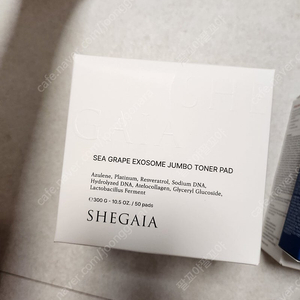 SEA GRAPE EXOSOME JUMBO TONER PAD
Azulene, Platinum, Resveratrol, Sodium DNA,
Hydrolyzed DNA, Atelocollagen, Glyceryl Glucoside,
Lactobacillus Ferment
℮300 G - 10.5 OZ. / 50 pads
SHEGAIA